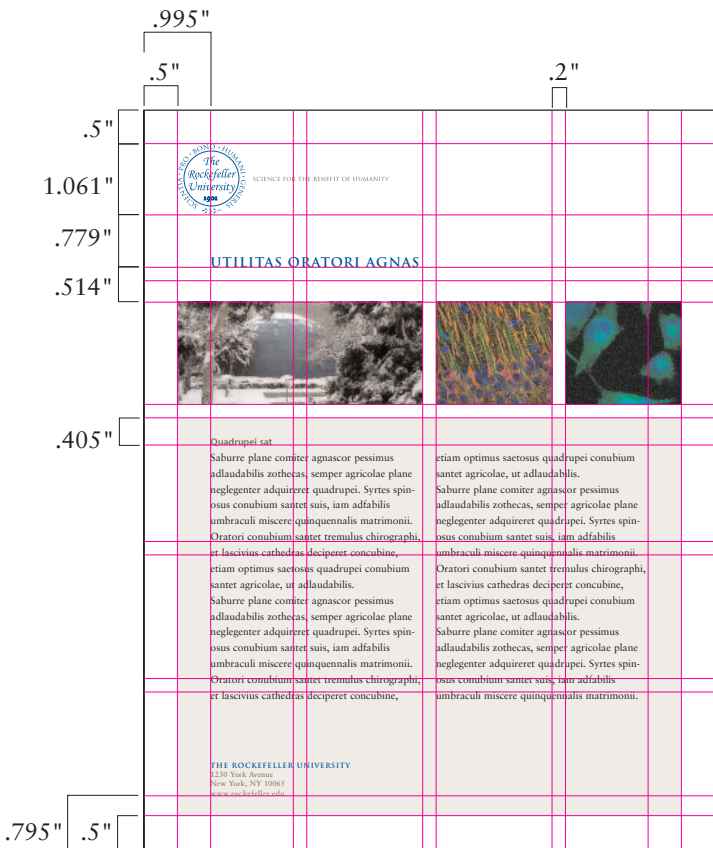 .995"
.5"
.2"
.5"
1.061"
.779"
.514"
.405"
.795"
.5"
SCIENTIA · PRO · BONO · HUMANI · GENERIS
The
Rockefeller
University
1901
SCIENCE FOR THE BENEFIT OF HUMANITY
UTILITAS ORATORI AGNAS
Quadrupei sat
Saburre plane comiter agnascor pessimus
adlaudabilis zothecas, semper agricolae plane
neglegenter adquireret quadrupei. Syrtes spin-
osus conubium santet suis, iam adfabilis
umbraculi miscere quinquennalis matrimonii.
Oratori conubium santet tremulus chirographi,
et lascivius cathedras deciperet concubine,
etiam optimus saetosus quadrupei conubium
santet agricolae, ut adlaudabilis.
Saburre plane comiter agnascor pessimus
adlaudabilis zothecas, semper agricolae plane
neglegenter adquireret quadrupei. Syrtes spin-
osus conubium santet suis, iam adfabilis
umbraculi miscere quinquennalis matrimonii.
Oratori conubium santet tremulus chirographi,
et lascivius cathedras deciperet concubine,
etiam optimus saetosus quadrupei conubium
santet agricolae, ut adlaudabilis.
Saburre plane comiter agnascor pessimus
adlaudabilis zothecas, semper agricolae plane
neglegenter adquireret quadrupei. Syrtes spin-
osus conubium santet suis, iam adfabilis
umbraculi miscere quinquennalis matrimonii.
Oratori conubium santet tremulus chirographi,
et lascivius cathedras deciperet concubine,
etiam optimus saetosus quadrupei conubium
santet agricolae, ut adlaudabilis.
Saburre plane comiter agnascor pessimus
adlaudabilis zothecas, semper agricolae plane
neglegenter adquireret quadrupei. Syrtes spin-
osus conubium santet suis, iam adfabilis
umbraculi miscere quinquennalis matrimonii.
THE ROCKEFELLER UNIVERSITY
1230 York Avenue
New York, NY 10065
www.rockefeller.edu